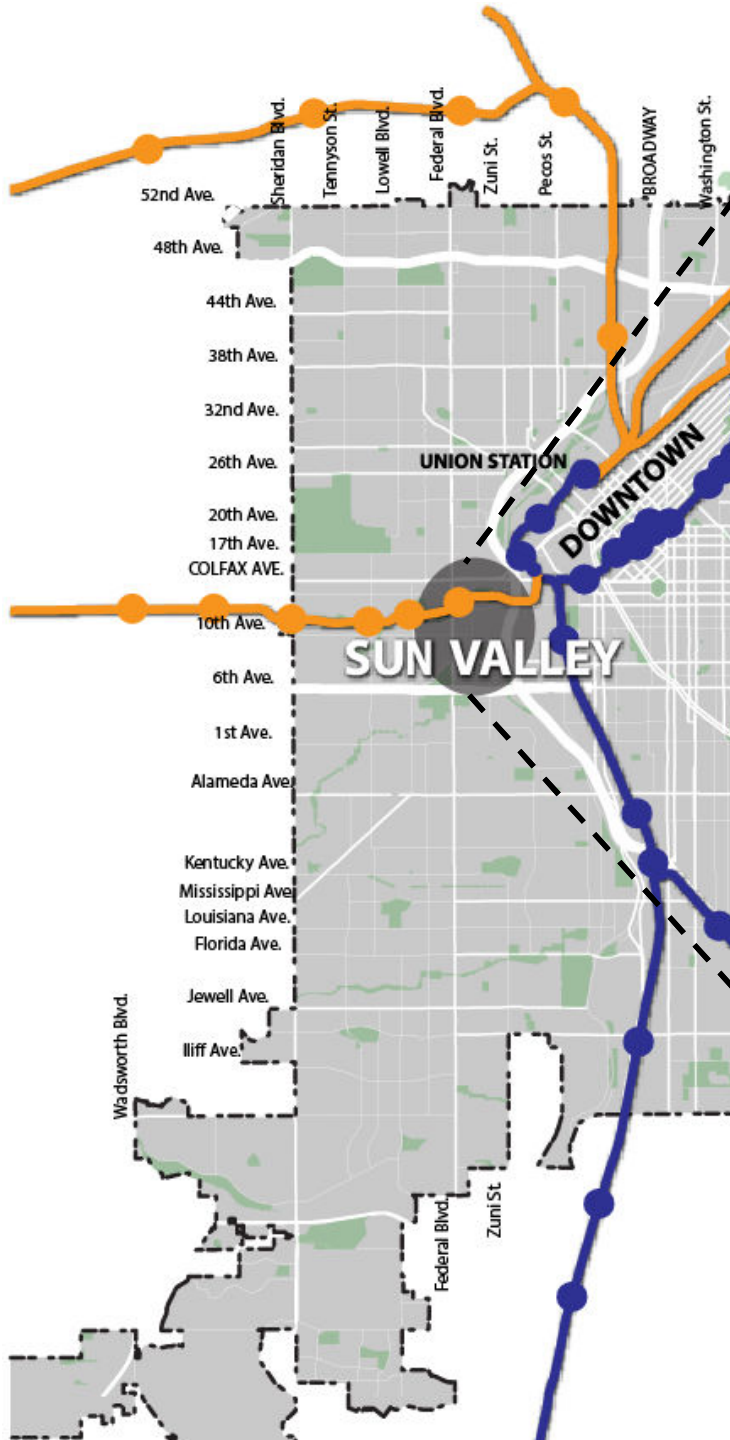 Sheridan Blvd.
Tennyson St.
Lowell Blvd.
Federal Blvd.
Zuni St.
Pecos St.
BROADWAY
Washington St.
52nd Ave.
48th Ave.
44th Ave.
38th Ave.
32nd Ave.
26th Ave.
UNION STATION
DOWNTOWN
20th Ave.
17th Ave.
COLFAX AVE.
10th Ave.
SUN VALLEY
6th Ave.
1st Ave.
Alameda Ave.
Kentucky Ave.
Mississippi Ave
Louisiana Ave.
Florida Ave.
Jewell Ave.
Iliff Ave.
Wadsworth Blvd.
Federal Blvd.
Zuni St.